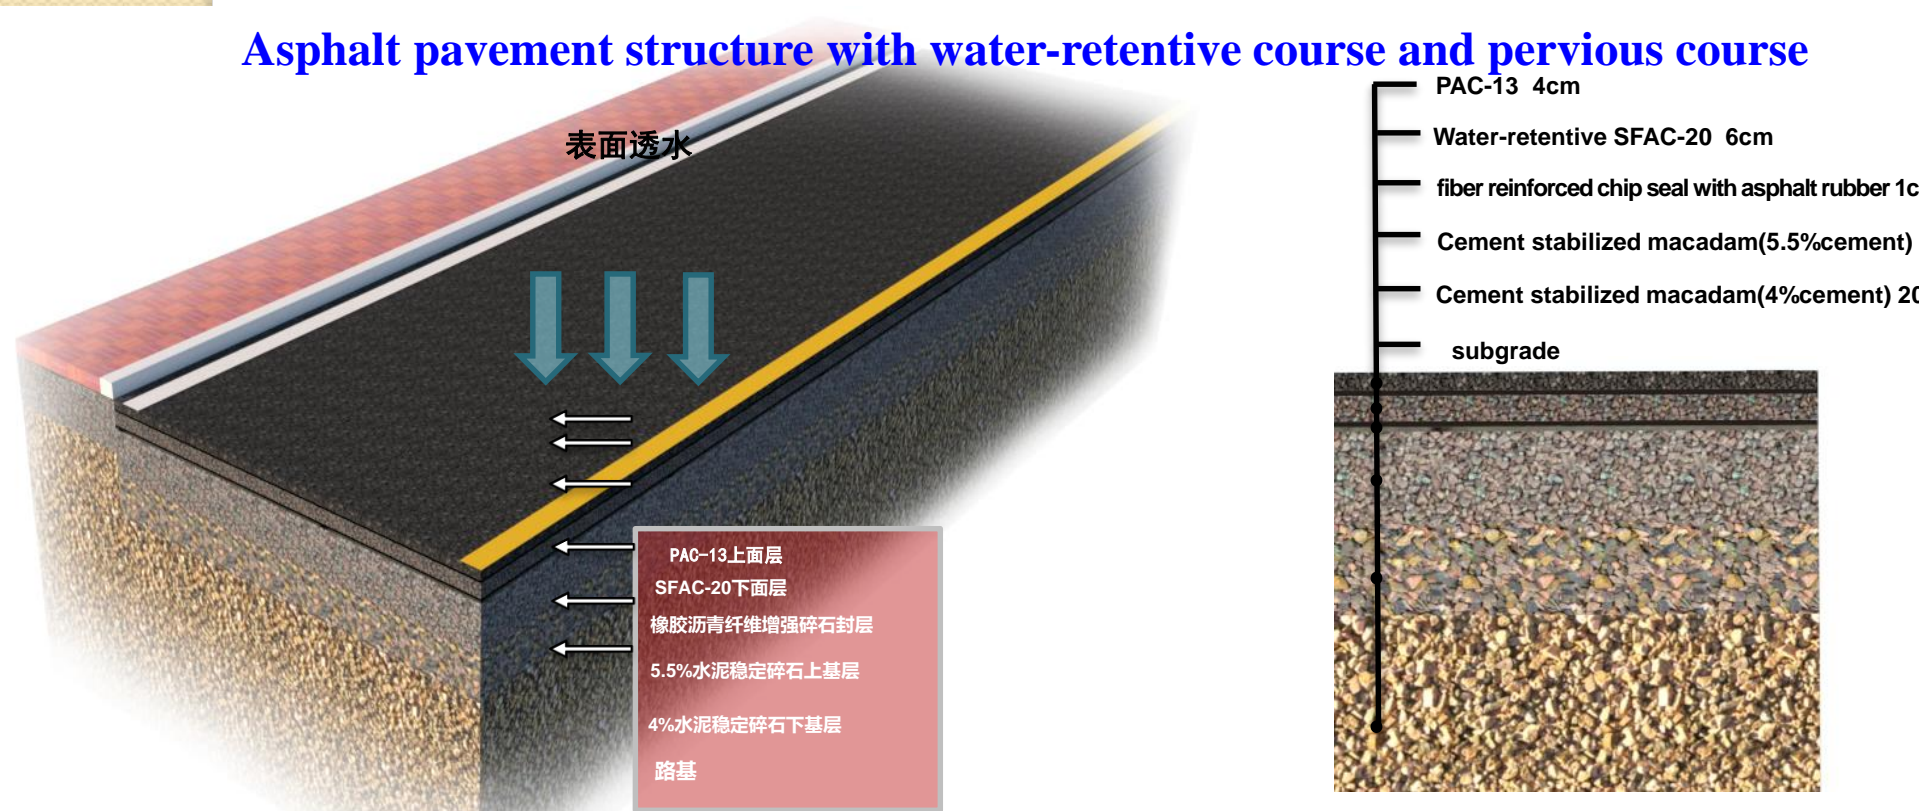 Asphalt pavement structure with water-retentive course and pervious course
表面透水
PAC-13上面层
SFAC-20下面层
橡胶沥青纤维增强碎石封层
5.5%水泥稳定碎石上基层
4%水泥稳定碎石下基层
路基
PAC-13 4cm
Water-retentive SFAC-20 6cm
fiber reinforced chip seal with asphalt rubber 1c
Cement stabilized macadam(5.5%cement)
Cement stabilized macadam(4%cement) 20
subgrade